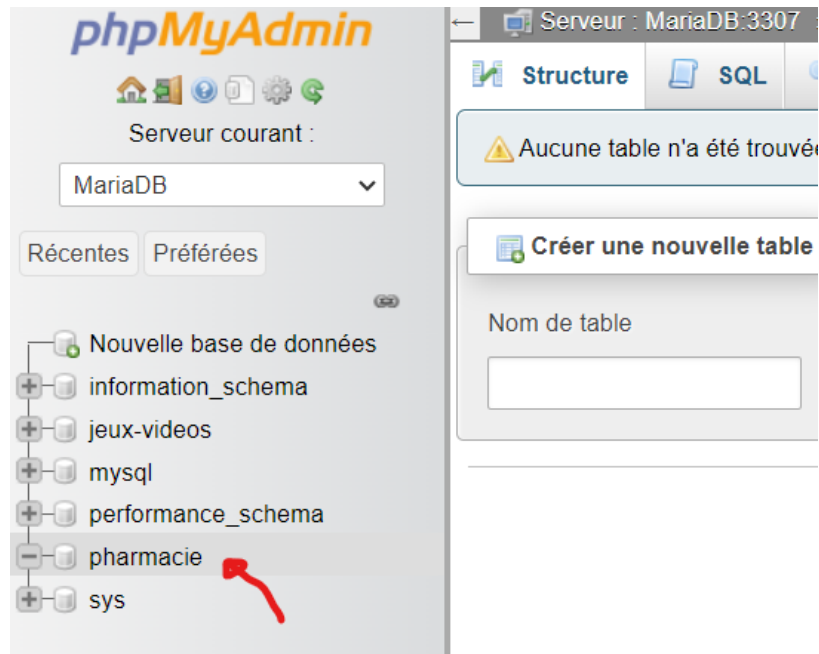 phpMyAdmin
Serveur courant :
MariaDB
Récentes Préférées
Nouvelle base de données
information_schema
jeux-videos
mysql
performance_schema
pharmacie
sys
Serveur : MariaDB:3307
Structure SQL
Aucune table n'a été trouvée
Créer une nouvelle table
Nom de table